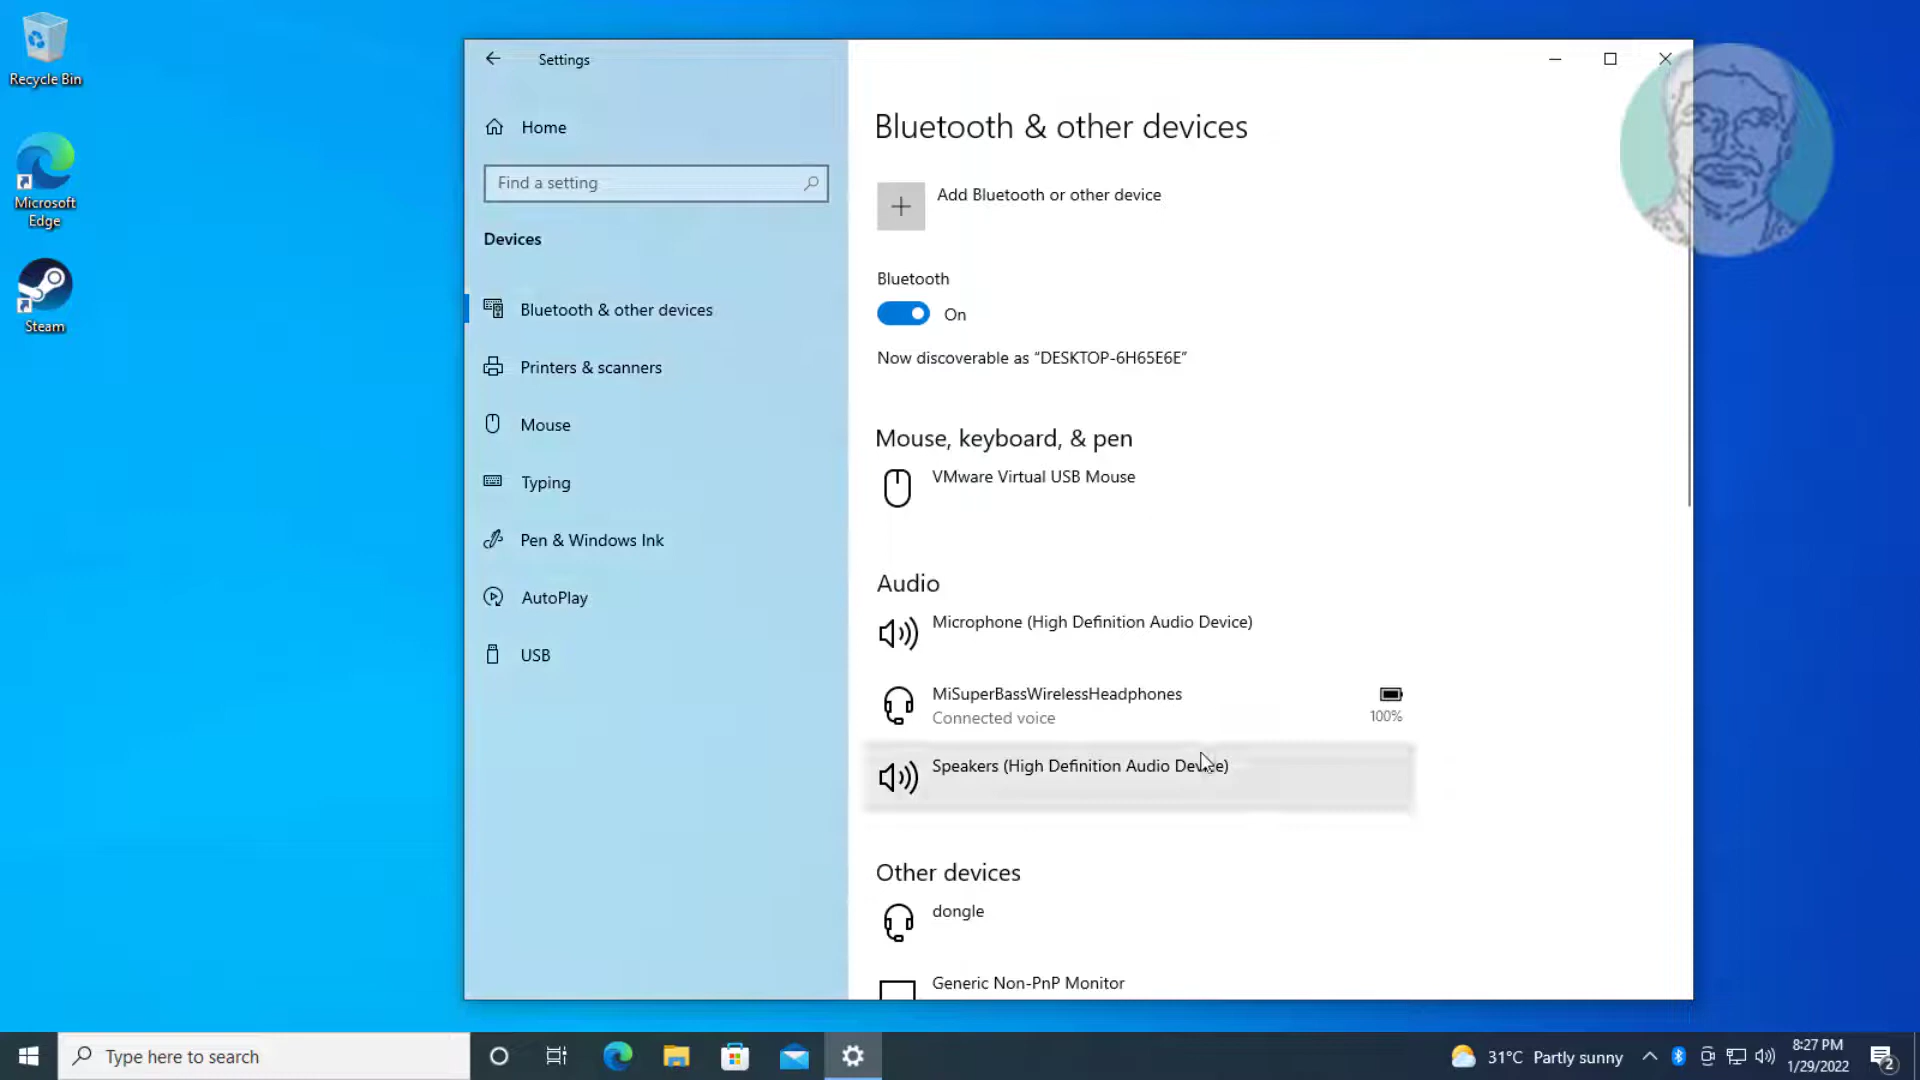 Recycle Bin
Microsoft
Edge
Steam
Settings
Home
Find a setting
Devices
Bluetooth & other devices
Printers & scanners
Mouse
Typing
Pen & Windows Ink
AutoPlay
USB
Bluetooth & other devices
Add Bluetooth or other device
Bluetooth
On
Now discoverable as “DESKTOP-6H65E6E”
Mouse, keyboard, & pen
VMware Virtual USB Mouse
Audio
Microphone (High Definition Audio Device)
MiSuperBassWirelessHeadphones
Connected voice
100%
Speakers (High Definition Audio Device)
Other devices
dongle
Generic Non-PnP Monitor
Type here to search
31°C Partly sunny
8:27 PM
1/29/2022
2